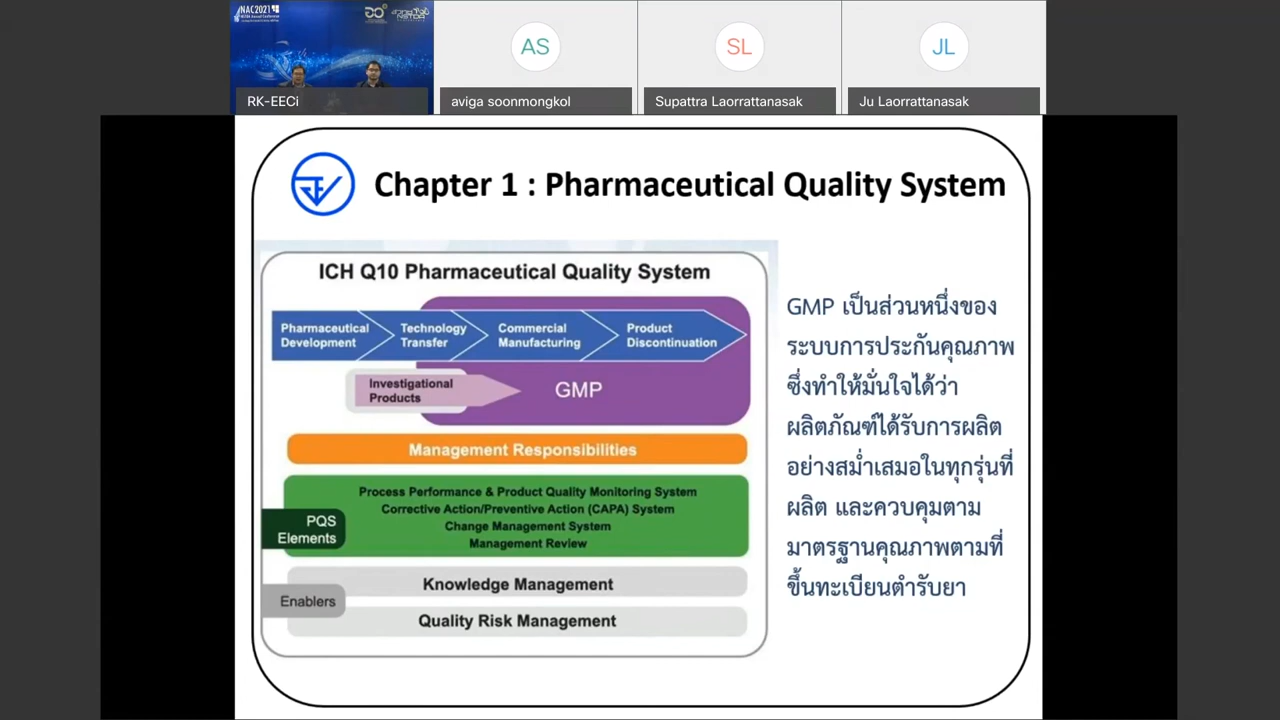 NAC2021
RK-EECi
AS
aviga soonmongkol
SL
Supattra Laorrattanasak
JL
Ju Laorrattanasak
Chapter 1 : Pharmaceutical Quality System
ICH Q10 Pharmaceutical Quality System
Pharmaceutical
Development
Technology
Transfer
Commercial
Manufacturing
Product
Discontinuation
Investigational
Products
GMP
Management Responsibilities
PQS
Elements
Process Performance & Product Quality Monitoring System
Corrective Action/Preventive Action (CAPA) System
Change Management System
Management Review
Enablers
Knowledge Management
Quality Risk Management
GMP เป็นส่วนหนึ่งของ
ระบบการประกันคุณภาพ
ซึ่งทำให้มั่นใจได้ว่า
ผลิตภัณฑ์ได้รับการผลิต
อย่างสม่ำเสมอในทุกรุ่นที่
ผลิต และควบคุมตาม
มาตรฐานคุณภาพตามที่
ขึ้นทะเบียนตำรับยา